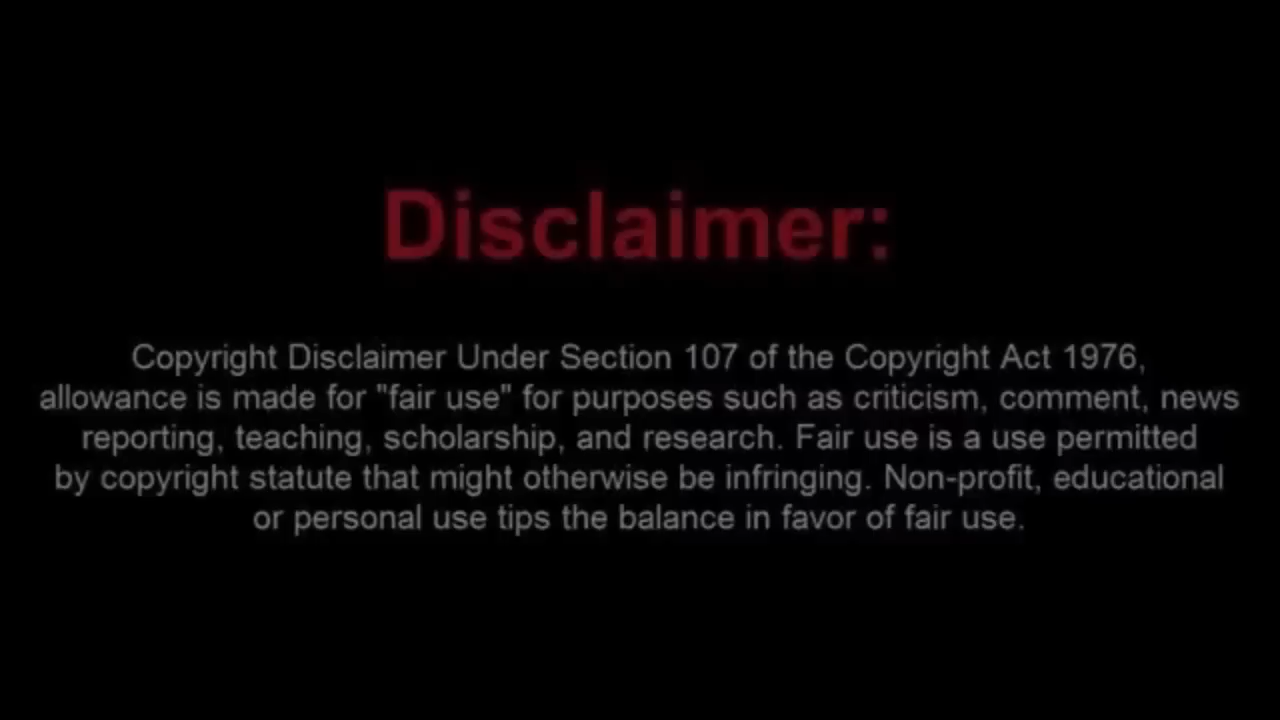 Disclaimer:
Copyright Disclaimer Under Section 107 of the Copyright Act 1976,
allowance is made for "fair use" for purposes such as criticism, comment, news
reporting, teaching, scholarship, and research. Fair use is a use permitted
by copyright statute that might otherwise be infringing. Non-profit, educational
or personal use tips the balance in favor of fair use.